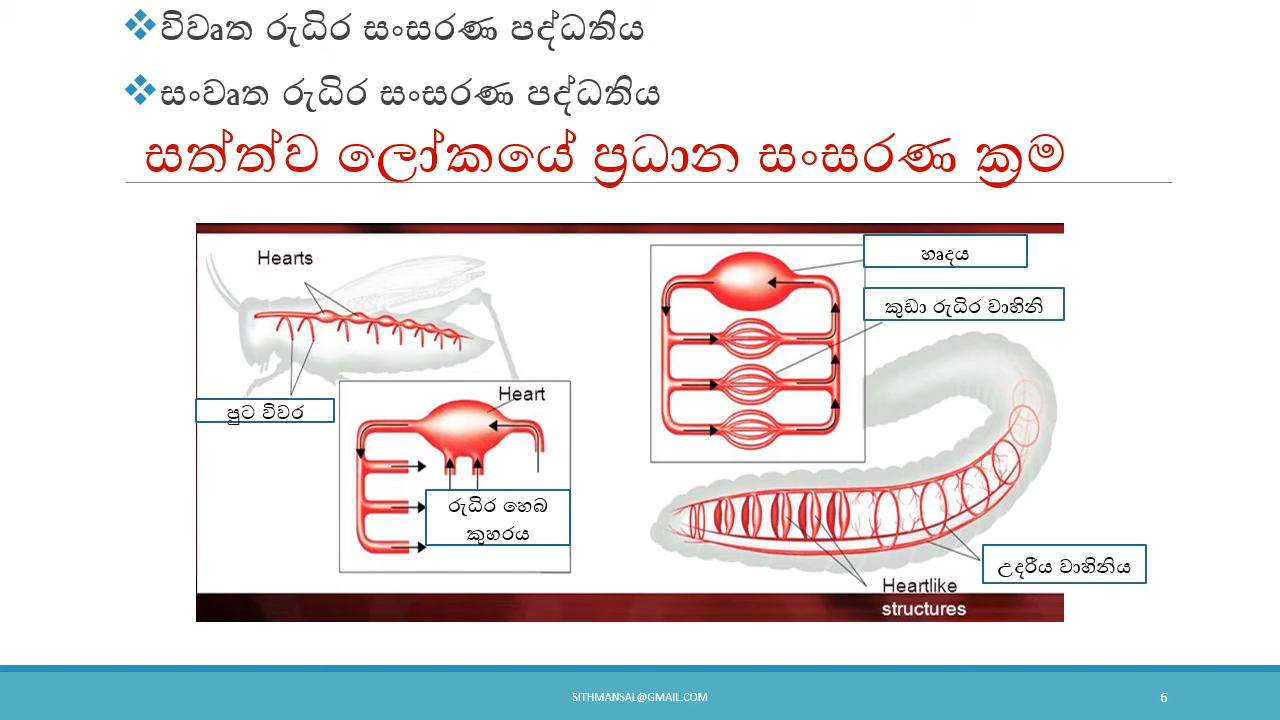 විවෘත රුධිර සංසරණ පද්ධතිය
සංවෘත රුධිර සංසරණ පද්ධතිය
සත්ත්ව ලෝකයේ ප්‍රධාන සංසරණ ක්‍රම
Hearts
පුට විවර
Heart
රුධිර හෙබ
කුහරය
හෘදය
කුඩා රුධිර වාහිනි
උදරීය වාහිනිය
Heartlike
structures
SITHMANSAL@GMAIL.COM
6